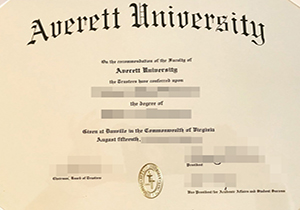 Averett University
On the recommendation of the Faculty of
Averett University
the Trustees have conferred upon
the degree of
Given at Danville in the Commonwealth of Virginia
August fifteenth,
Chairman, Board of Trustees
President
Vice President for Academic Affairs and Student Success